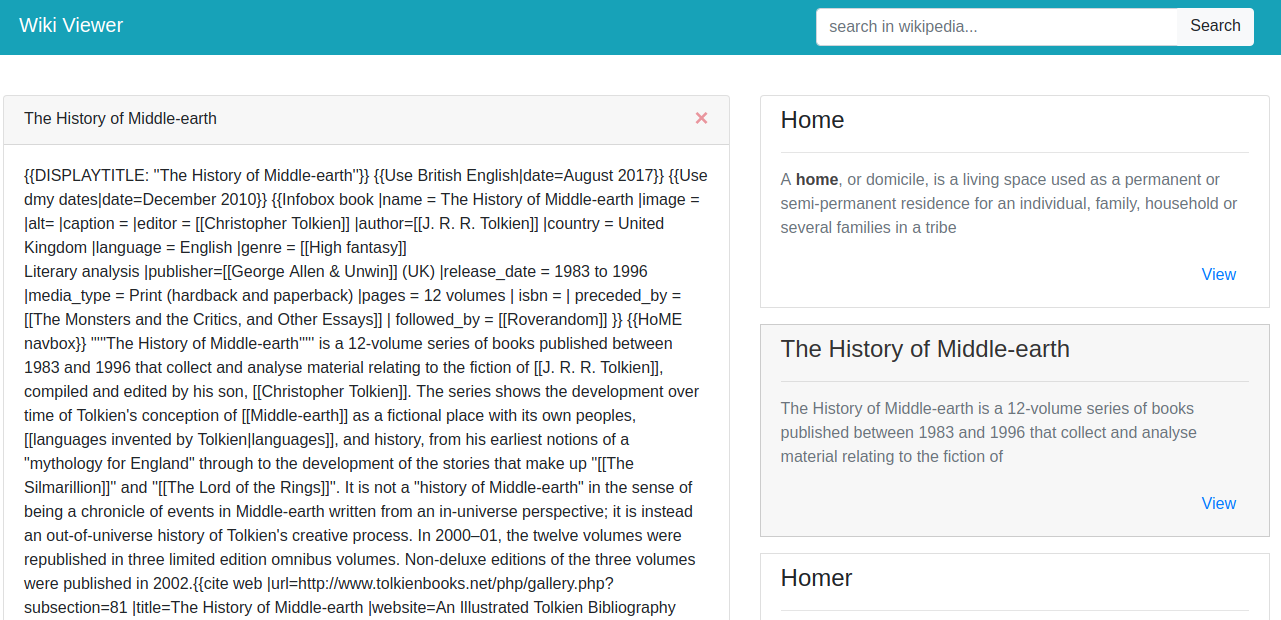 Wiki Viewer
search in wikipedia...
Search
The History of Middle-earth
×
{{DISPLAYTITLE: ''The History of Middle-earth''}} {{Use British English|date=August 2017}} {{Use
dmy dates|date=December 2010}} {{Infobox book |name = The History of Middle-earth |image =
|alt= |caption = |editor = [[Christopher Tolkien]] |author=[[J. R. R. Tolkien]] |country = United
Kingdom |language = English |genre = [[High fantasy]]
Literary analysis |publisher=[[George Allen & Unwin]] (UK) |release_date = 1983 to 1996
|media_type = Print (hardback and paperback) |pages = 12 volumes | isbn = | preceded_by =
[[The Monsters and the Critics, and Other Essays]] | followed_by = [[Roverandom]] }} {{HoME
navbox}} '''''The History of Middle-earth''''' is a 12-volume series of books published between
1983 and 1996 that collect and analyse material relating to the fiction of [[J. R. R. Tolkien]],
compiled and edited by his son, [[Christopher Tolkien]]. The series shows the development over
time of Tolkien's conception of [[Middle-earth]] as a fictional place with its own peoples,
[[languages invented by Tolkien|languages]], and history, from his earliest notions of a
"mythology for England" through to the development of the stories that make up ''[[The
Silmarillion]]'' and ''[[The Lord of the Rings]]''. It is not a "history of Middle-earth" in the sense of
being a chronicle of events in Middle-earth written from an in-universe perspective; it is instead
an out-of-universe history of Tolkien's creative process. In 2000–01, the twelve volumes were
republished in three limited edition omnibus volumes. Non-deluxe editions of the three volumes
were published in 2002.{{cite web |url=http://www.tolkienbooks.net/php/gallery.php?
subsection=81 |title=The History of Middle-earth |website=An Illustrated Tolkien Bibliography
Home
A home, or domicile, is a living space used as a permanent or
semi-permanent residence for an individual, family, household or
several families in a tribe
View
The History of Middle-earth
The History of Middle-earth is a 12-volume series of books
published between 1983 and 1996 that collect and analyse
material relating to the fiction of
View
Homer